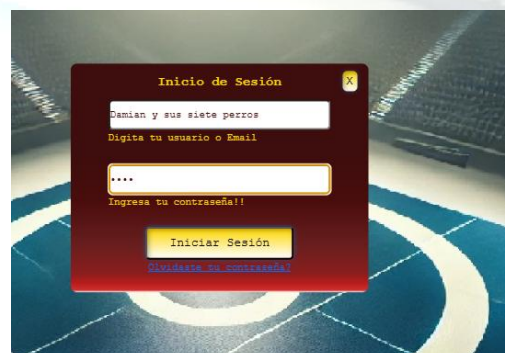 Inicio de Sesión
X
Damian y sus siete perros
Digita tu usuario o Email
••••
Ingresa tu contraseña!!
Iniciar Sesión
Olvidaste tu contraseña?